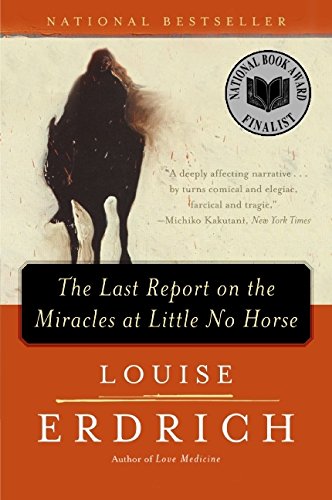 NATIONAL BESTSELLER
NATIONAL BOOK AWARD
FINALIST
"A deeply affecting narrative . . .
by turns comical and elegiac,
farcical and tragic."
—Michiko Kakutani, New York Times
The Last Report on the
Miracles at Little No Horse
LOUISE
ERDRICH
Author of Love Medicine